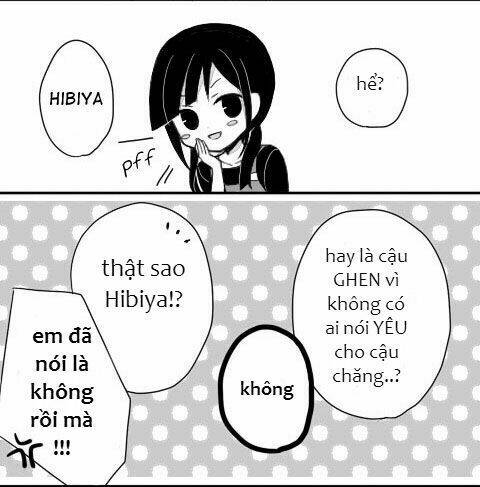 hể?
HIBIYA
pff
hay là cậu
GHEN vì
không có
ai nói YÊU
cho cậu
chăng..?
không
thật sao
Hibiya!?
em đã
nói là
không
rồi mà
!!!